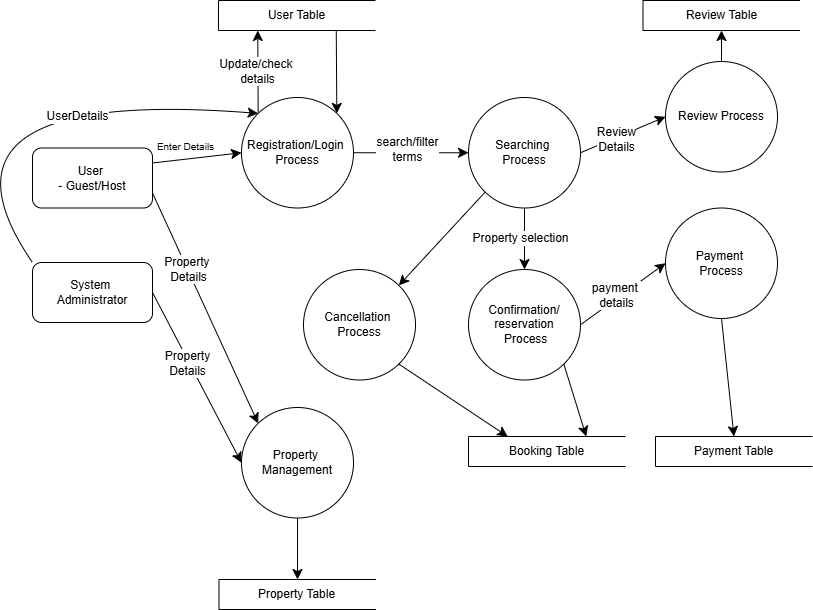 User Table
Review Table
Update/check
details
UserDetails
Enter Details
Registration/Login
Process
search/filter
terms
Searching
Process
Review
Details
Review Process
User
- Guest/Host
Property
Details
Property selection
Payment
Process
System
Administrator
payment
details
Cancellation
Process
Confirmation/
reservation
Process
Property
Details
Property
Management
Booking Table
Payment Table
Property Table